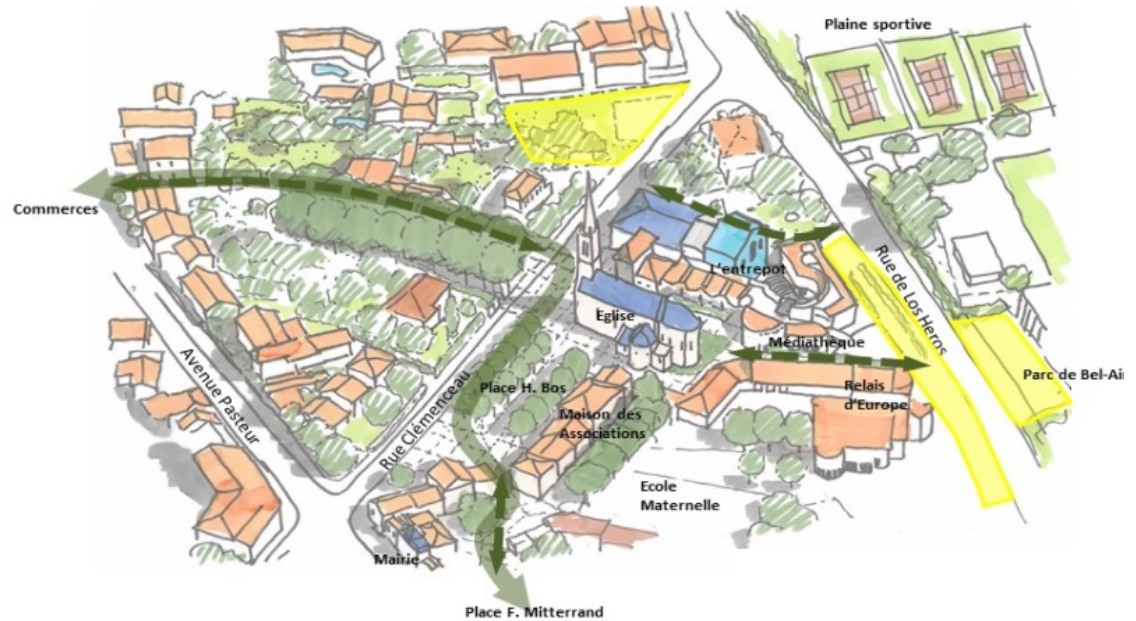 Plaine sportive
Commerces
L'entrepot
Rue de Los Heros
Eglise
Médiathèque
Parc de Bel-Air
Avenue Pasteur
Place H. Bos
Relais
d'Europe
Rue Clémenceau
Maison des
Associations
Ecole
Maternelle
Mairie
Place F. Mitterrand